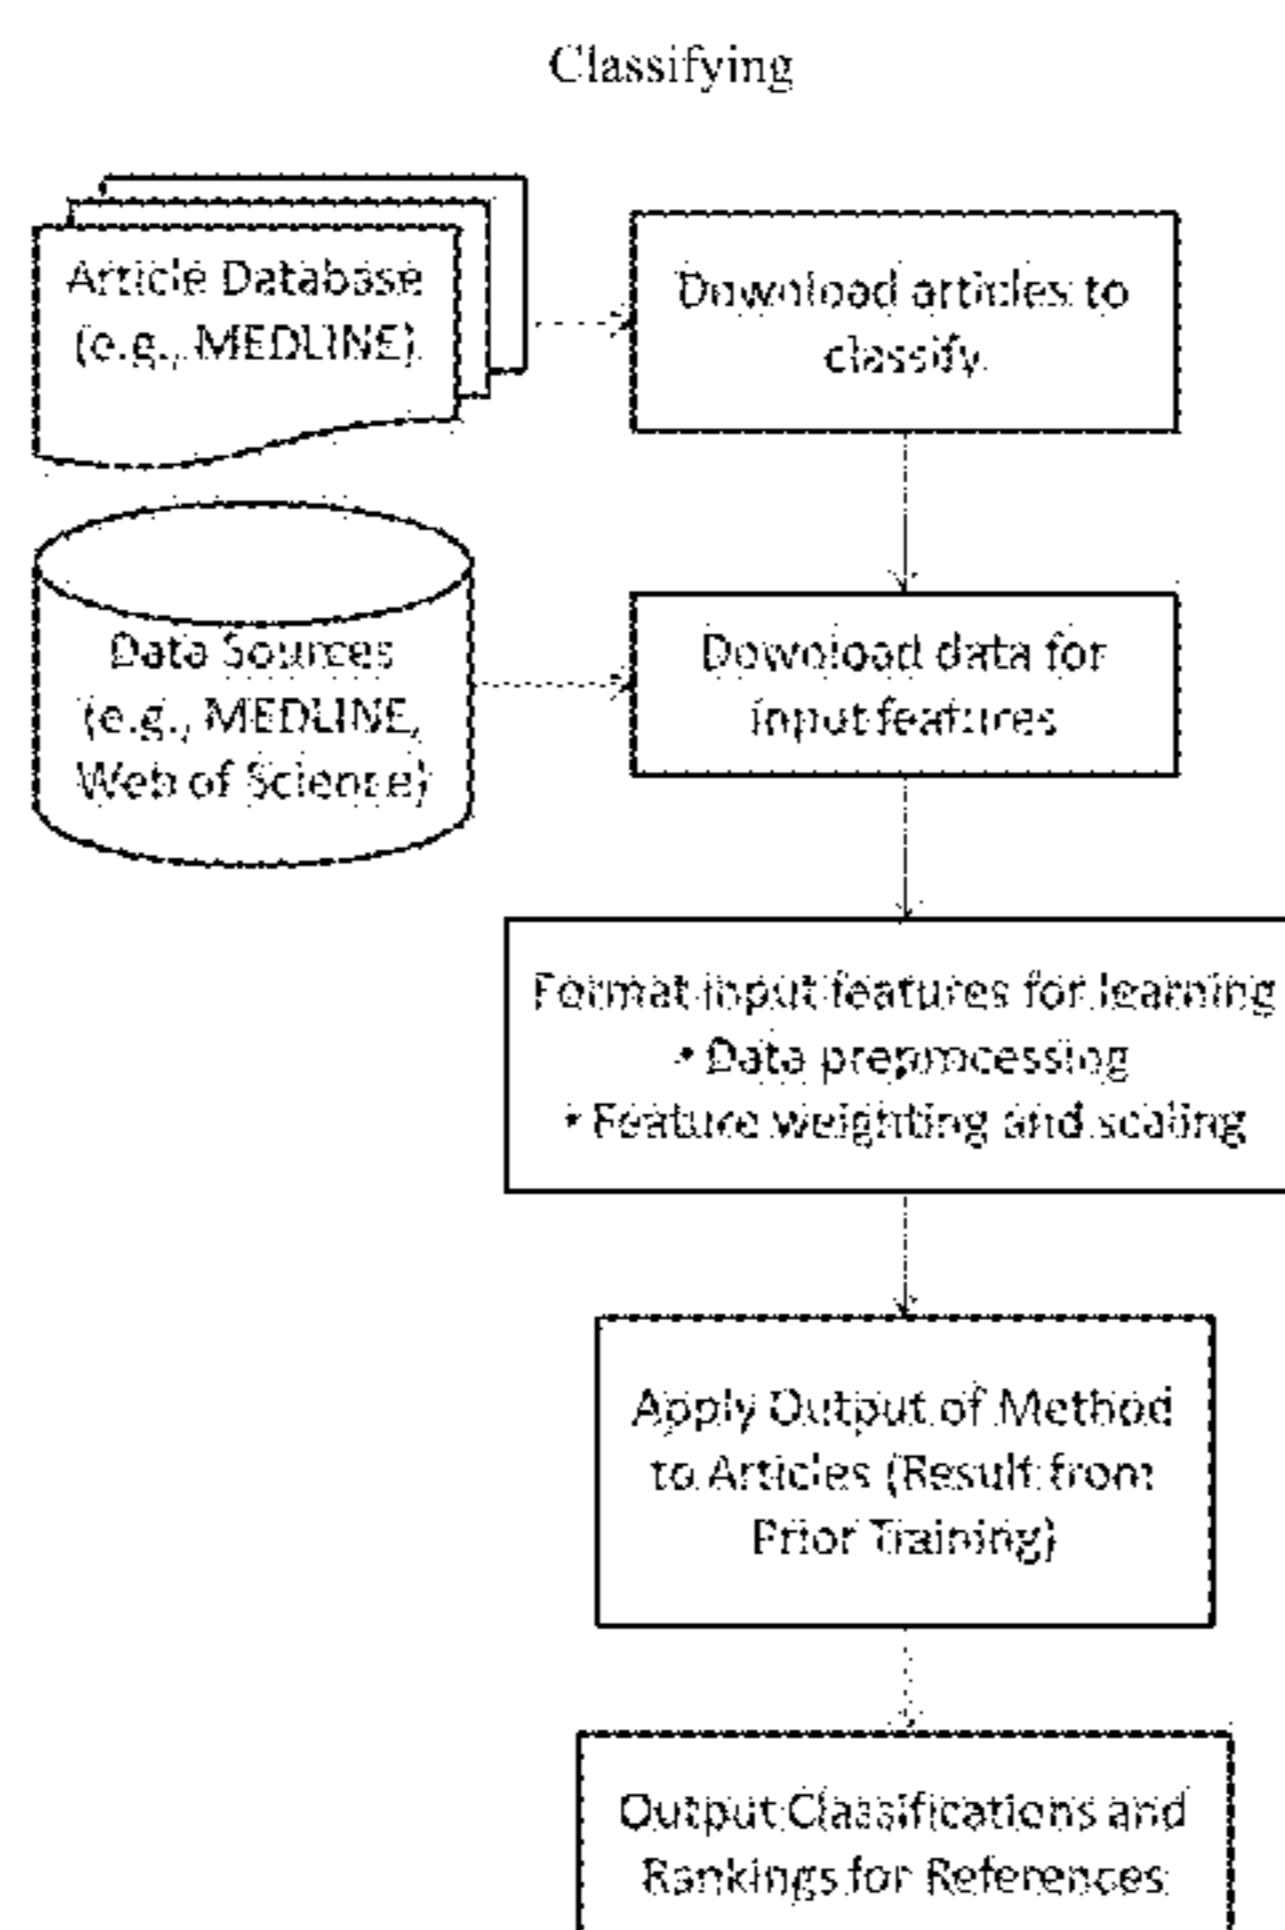 Classifying
Article Database
(e.g., MEDLINE)
Download articles to
classify
Data Sources
(e.g., MEDLINE,
Web of Science)
Download data for
input features
Format input features for learning
• Data preprocessing
• Feature weighting and scaling
Apply Output of Method
to Articles (Result from
Prior Training)
Output Classifications and
Rankings for References